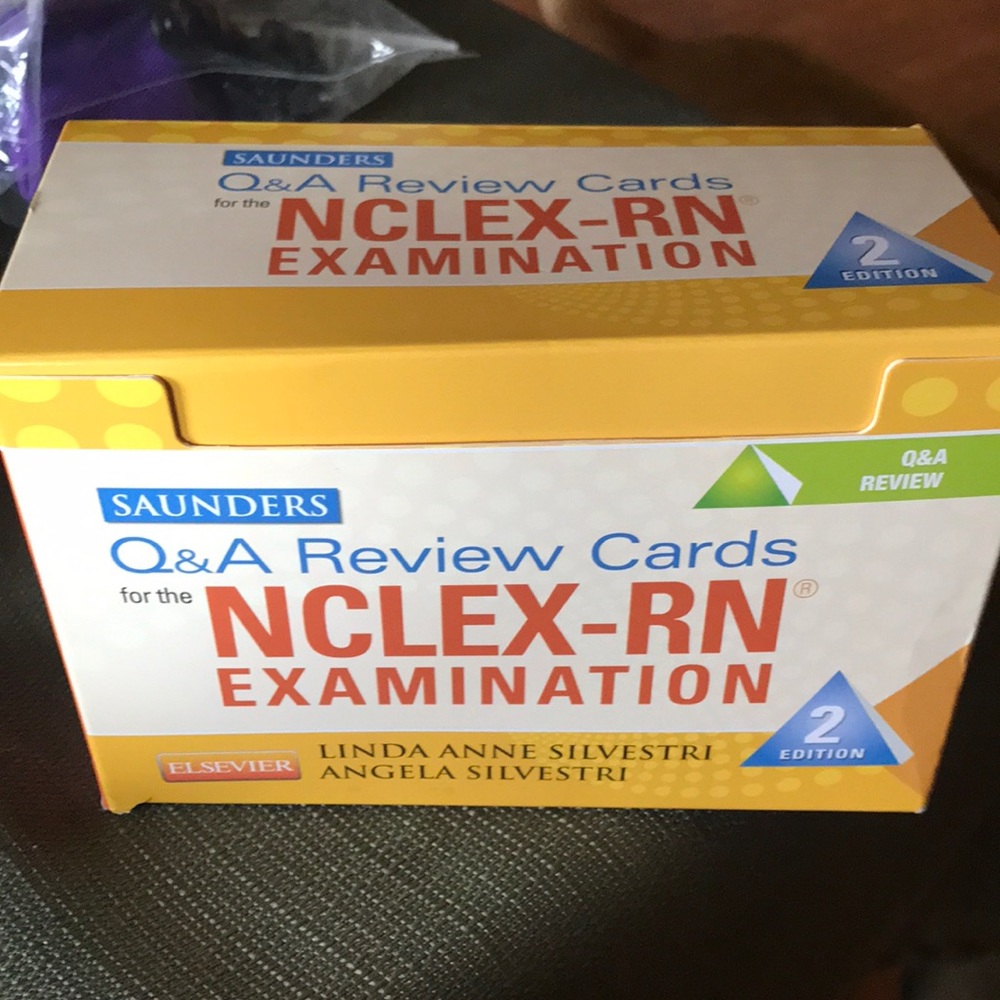 SAUNDERS
Q&A Review Cards
for the NCLEX-RN®
EXAMINATION
2
EDITION
Q&A
REVIEW
SAUNDERS
Q&A Review Cards
for the NCLEX-RN®
EXAMINATION
2
EDITION
ELSEVIER
LINDA ANNE SILVESTRI
ANGELA SILVESTRI